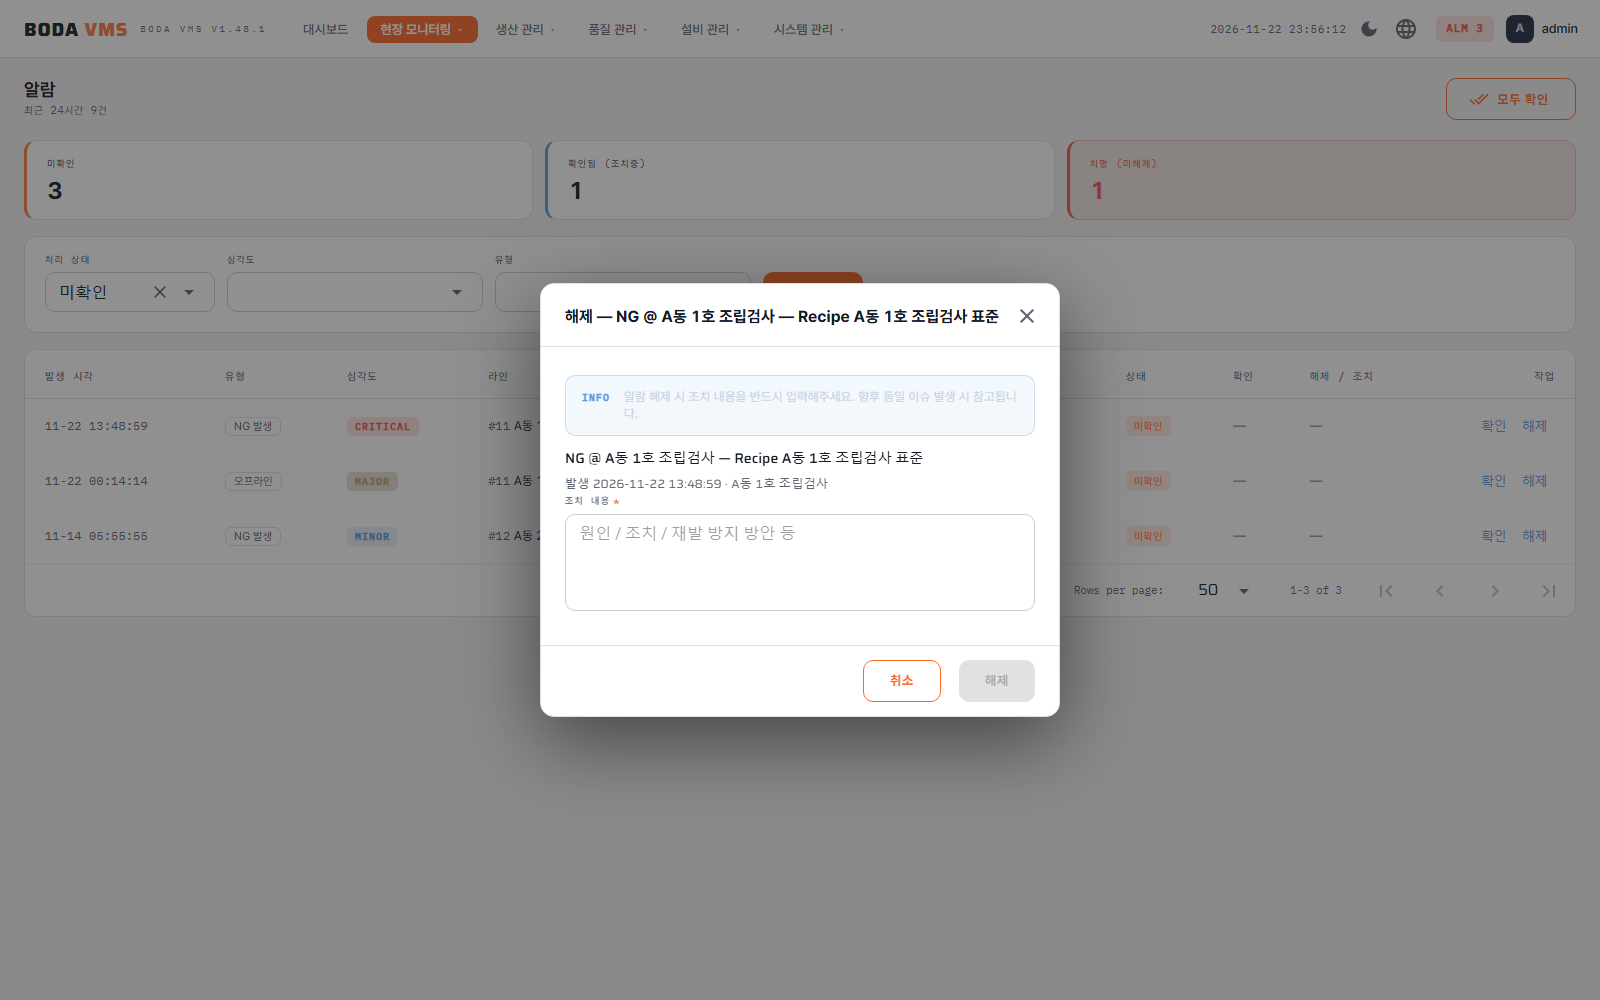 BODA VMS BODA VMS V1.48.1 대시보드 현장 모니터링 생산 관리 품질 관리 설비 관리 시스템 관리 2026-11-22 23:56:12 ALM 3 A admin
알람
최근 24시간 9건
모두 확인
미확인
3
확인됨 (조치중)
1
치명 (미해제)
1
처리 상태 심각도 유형
미확인
해제 — NG @ A동 1호 조립검사 — Recipe A동 1호 조립검사 표준
INFO 알람 해제 시 조치 내용을 반드시 입력해주세요. 향후 동일 이슈 발생 시 참고됩니
다.
NG @ A동 1호 조립검사 — Recipe A동 1호 조립검사 표준
발생 2026-11-22 13:48:59 · A동 1호 조립검사
조치 내용 *
원인 / 조치 / 재발 방지 방안 등
취소 해제
발생 시각 유형 심각도 라인 상태 확인 해제 / 조치 작업
11-22 13:48:59 NG 발생 CRITICAL #11 A동 미확인 — — 확인 해제
11-22 00:14:14 오프라인 MAJOR #11 A동 미확인 — — 확인 해제
11-14 05:55:55 NG 발생 MINOR #12 A동 2 미확인 — — 확인 해제
Rows per page: 50 1-3 of 3